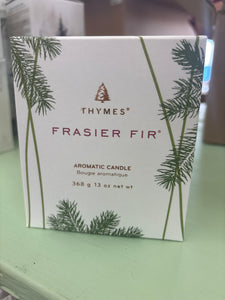 THYMES®
FRASIER FIR®
AROMATIC CANDLE
Bougie aromatique
368 g 13 oz net wt